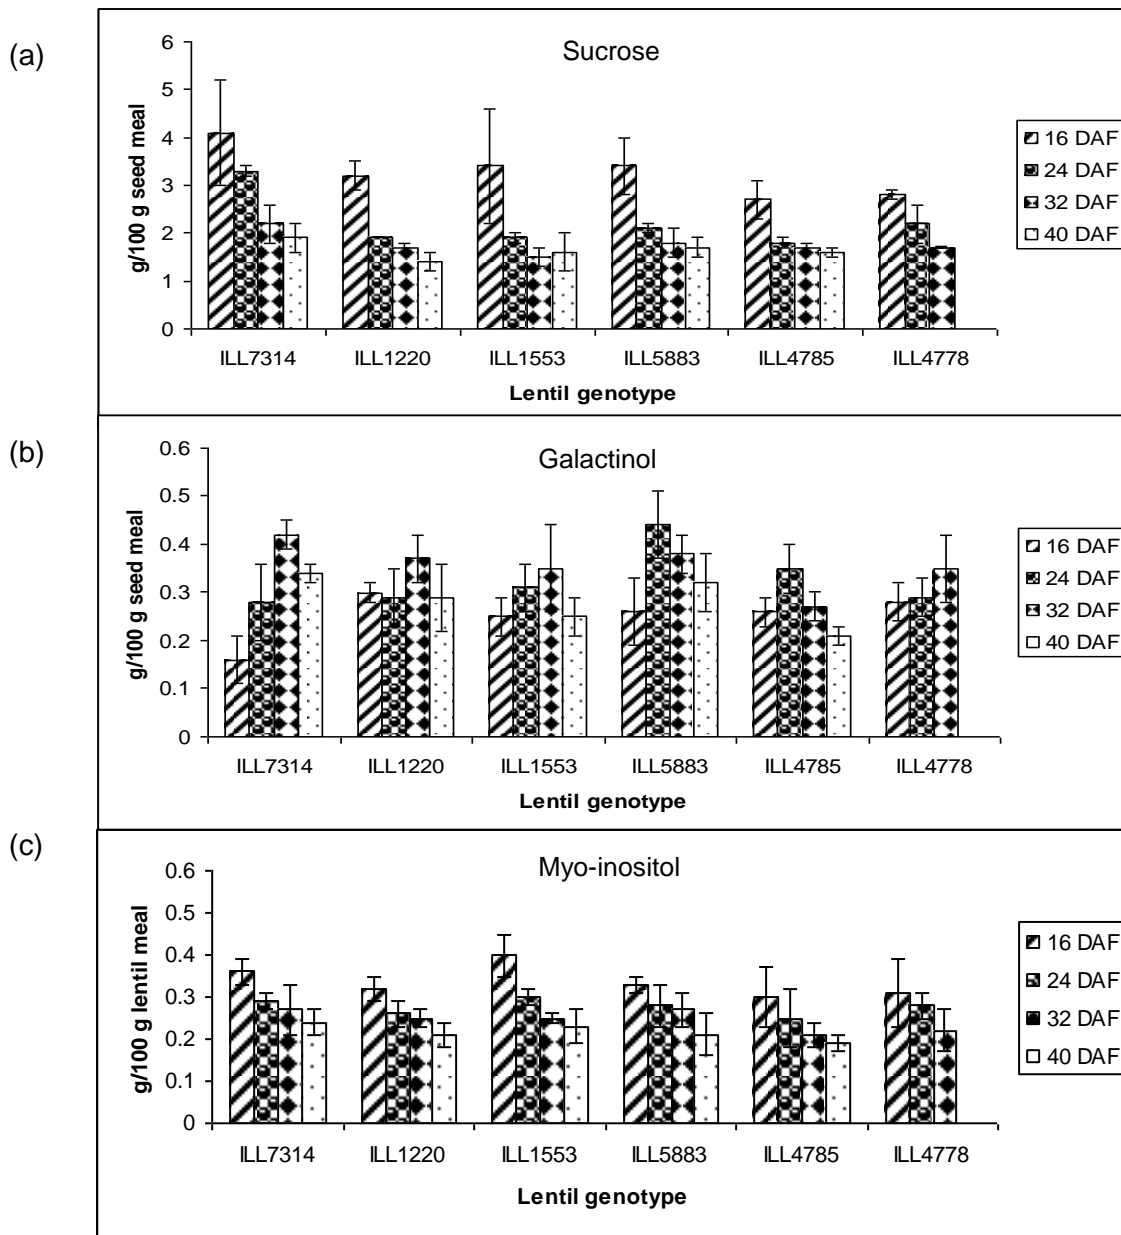 (a)
Sucrose
g/100 g seed meal
6
5
4
3
2
1
0
ILL7314 ILL1220 ILL1553 ILL5883 ILL4785 ILL4778
Lentil genotype
16 DAF
24 DAF
32 DAF
40 DAF
(b)
Galactinol
g/100 g seed meal
0.6
0.5
0.4
0.3
0.2
0.1
0
ILL7314 ILL1220 ILL1553 ILL5883 ILL4785 ILL4778
Lentil genotype
16 DAF
24 DAF
32 DAF
40 DAF
(c)
Myo-inositol
g/100 g lentil meal
0.6
0.5
0.4
0.3
0.2
0.1
0
ILL7314 ILL1220 ILL1553 ILL5883 ILL4785 ILL4778
Lentil genotype
16 DAF
24 DAF
32 DAF
40 DAF